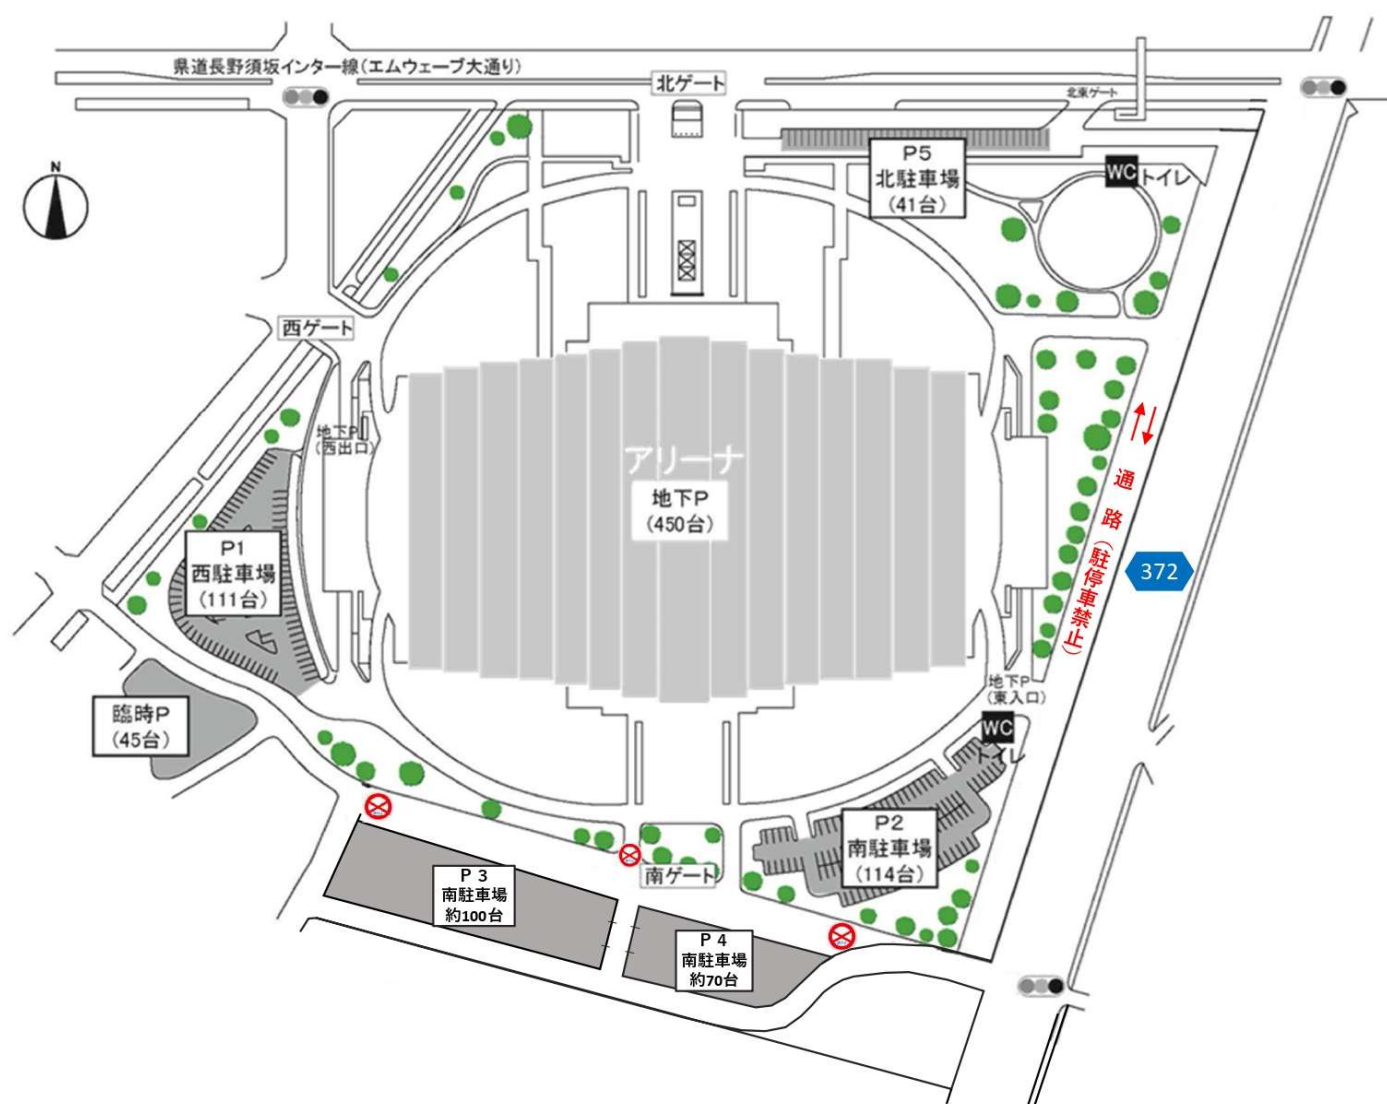 県道長野須坂インター線(エムウェーブ大通り)
北ゲート
北東ゲート
N
P5
北駐車場
(41台)
WC
トイレ
西ゲート
地下P
(西出口)
アリーナ
地下P
(450台)
通路(駐停車禁止)
372
P1
西駐車場
(111台)
臨時P
(45台)
地下P
(東入口)
WC
トイレ
P2
南駐車場
(114台)
南ゲート
P 3
南駐車場
約100台
P 4
南駐車場
約70台